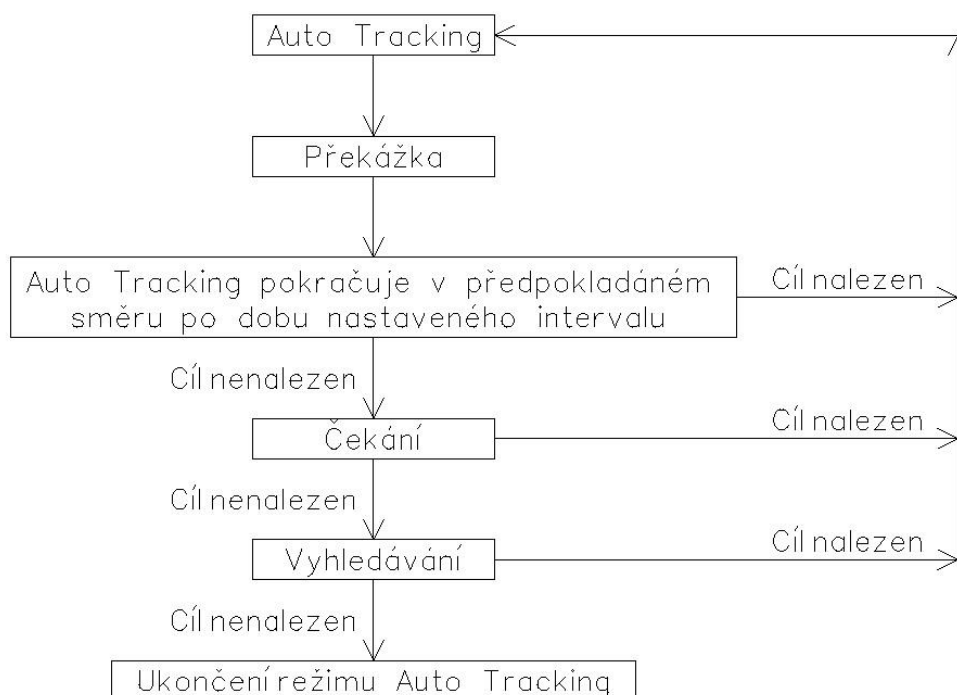 Auto Tracking
Překážka
Auto Tracking pokračuje v předpokládáném
směru po dobu nastaveného intervalu
Cíl nalezen
Cíl nenalezen
Čekání
Cíl nalezen
Cíl nenalezen
Vyhledávání
Cíl nalezen
Cíl nenalezen
Ukončení režimu Auto Tracking